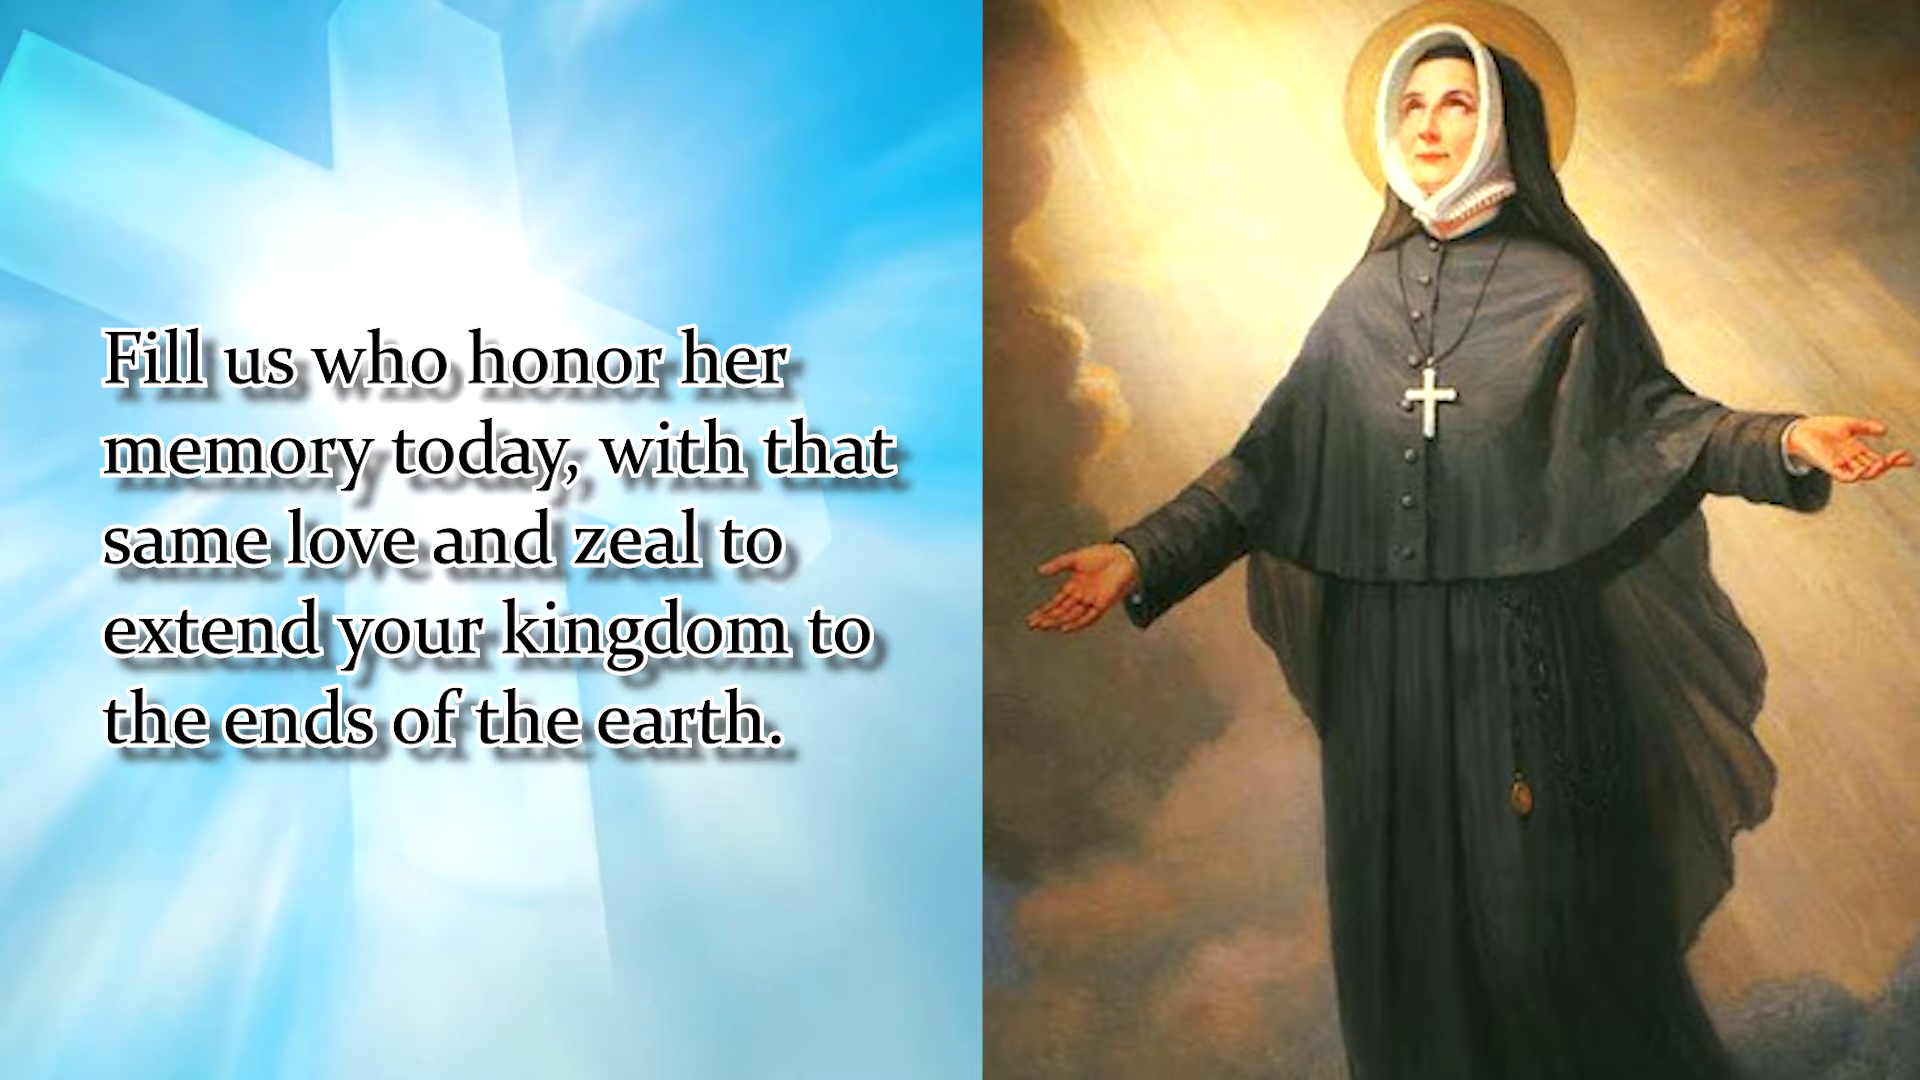 Fill us who honor her
memory today, with that
same love and zeal to
extend your kingdom to
the ends of the earth.